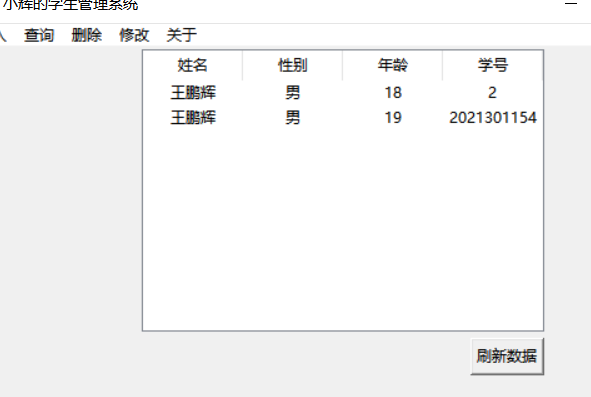 小辉的学生管理系统
查询 删除 修改 关于
姓名 性别 年龄 学号
王鹏辉 男 18 2
王鹏辉 男 19 2021301154
刷新数据